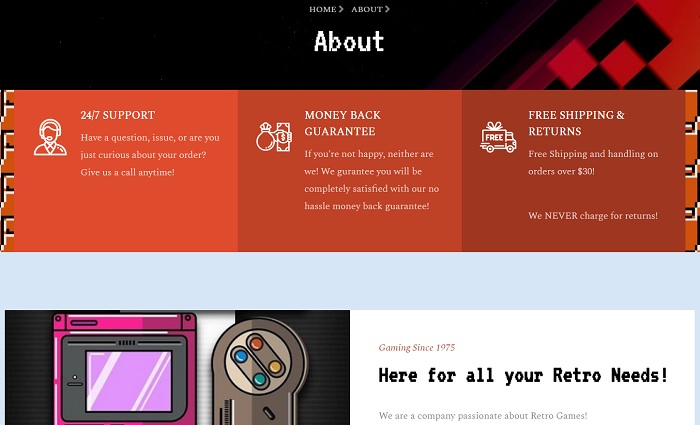 HOME ABOUT
About
24/7 SUPPORT
Have a question, issue, or are you
just curious about your order?
Give us a call anytime!
MONEY BACK
GUARANTEE
If you're not happy, neither are
we! We gurantee you will be
completely satisfied with our no
hassle money back guarantee!
FREE
FREE SHIPPING &
RETURNS
Free Shipping and handling on
orders over $30!
We NEVER charge for returns!
Gaming Since 1975
Here for all your Retro Needs!
We are a company passionate about Retro Games!